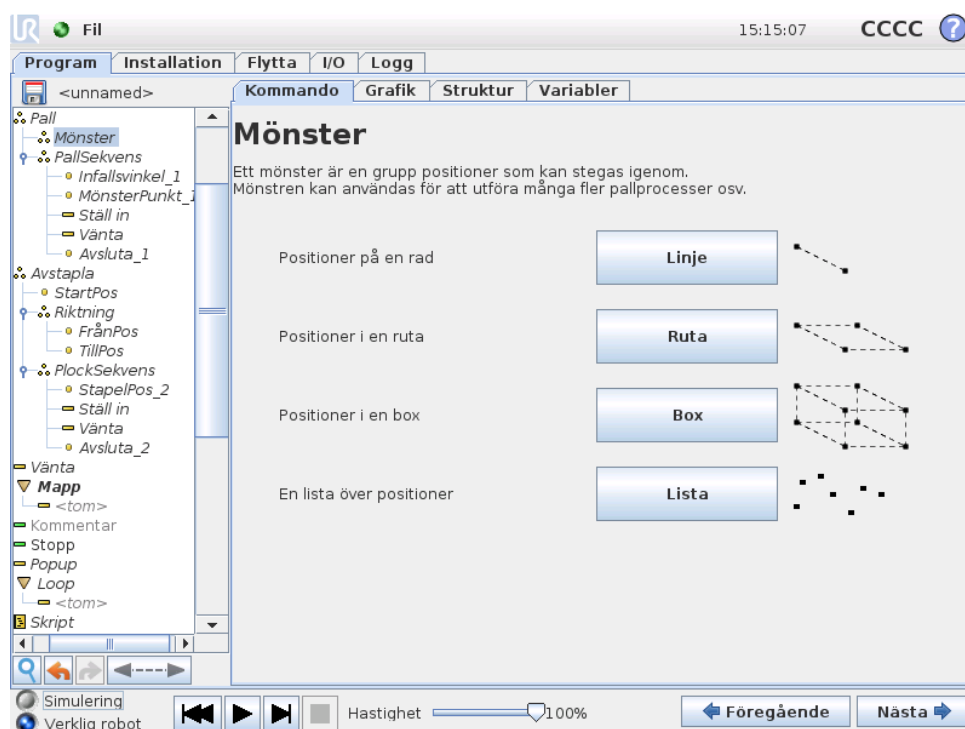 UR Fil 15:15:07 CCCC ?
Program Installation Flytta I/O Logg
<unnamed>
Kommando Grafik Struktur Variabler
Pall
Mönster
PallSekvens
Infallsvinkel_1
MönsterPunkt_1
Ställ in
Vänta
Avsluta_1
Avstapla
StartPos
Riktning
FrånPos
TillPos
PlockSekvens
StapelPos_2
Ställ in
Vänta
Avsluta_2
Vänta
Mapp
<tom>
Kommentar
Stopp
Popup
Loop
<tom>
Skript
Mönster
Ett mönster är en grupp positioner som kan stegas igenom.
Mönstren kan användas för att utföra många fler pallprocesser osv.
Positioner på en rad Linje
Positioner i en ruta Ruta
Positioner i en box Box
En lista över positioner Lista
Simulering
Verklig robot
Hastighet 100%
Föregående Nästa